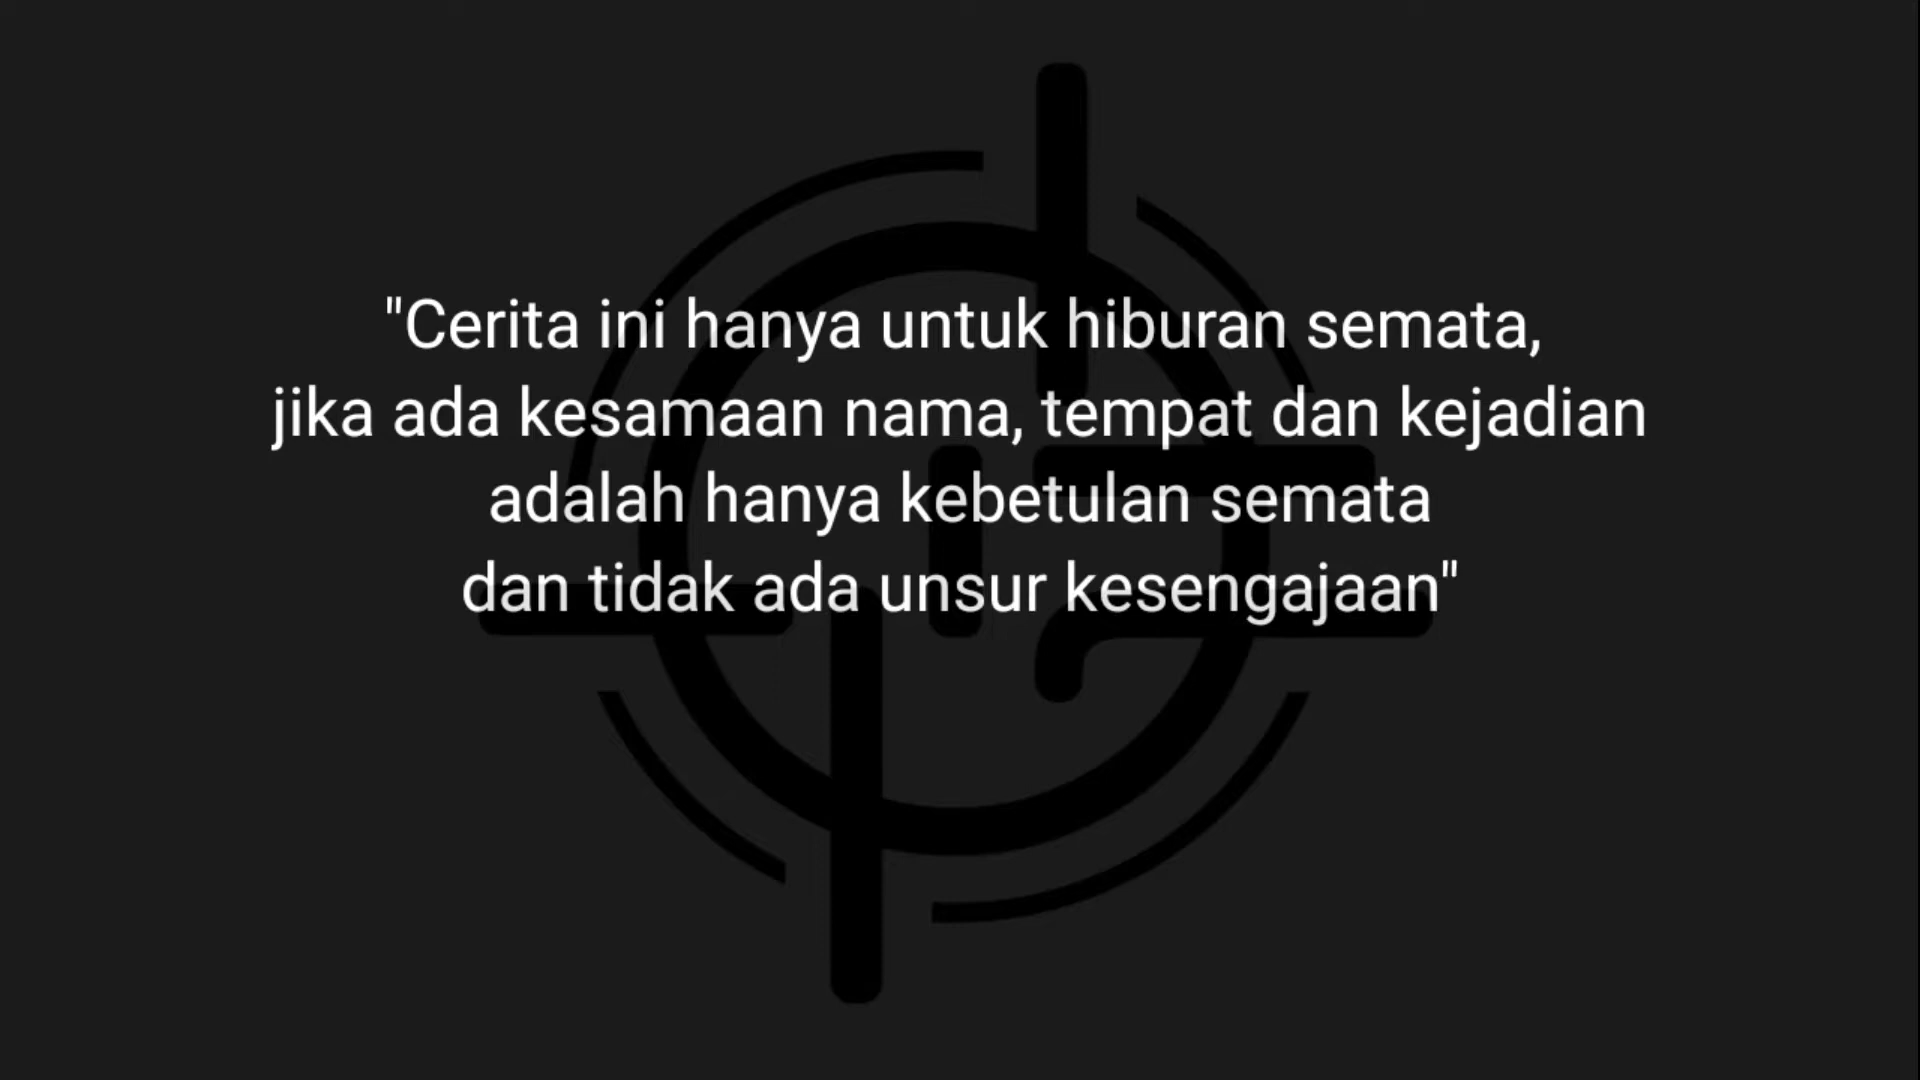 "Cerita ini hanya untuk hiburan semata,
jika ada kesamaan nama, tempat dan kejadian
adalah hanya kebetulan semata
dan tidak ada unsur kesengajaan"